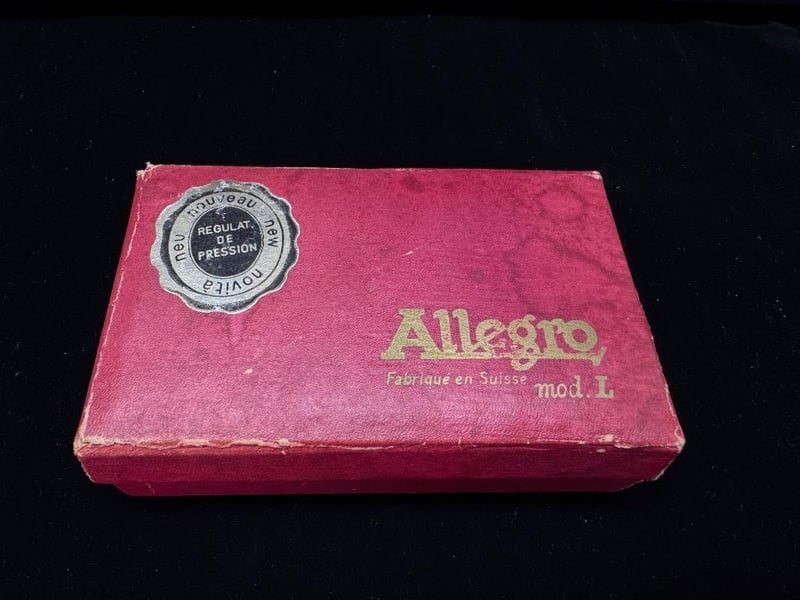 neu nouveau new novità
REGULAT.
DE
PRESSION
Allegro
Fabriqué en Suisse
mod. L